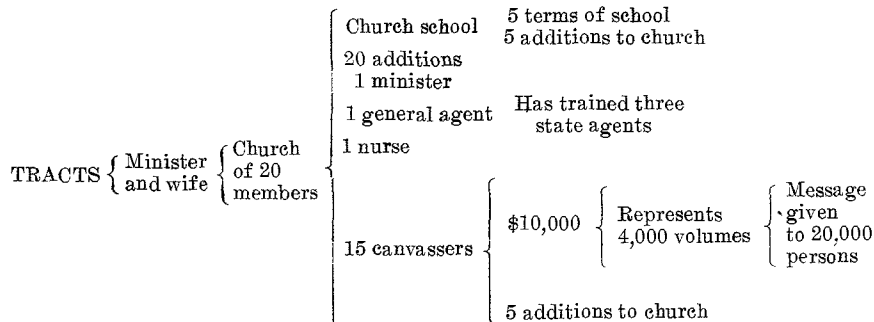 TRACTS
Minister
and wife
Church
of 20
members
Church school
5 terms of school
5 additions to church
20 additions
1 minister
1 general agent
Has trained three
state agents
1 nurse
15 canvassers
$10,000
Represents
4,000 volumes
Message
given
to 20,000
persons
5 additions to church